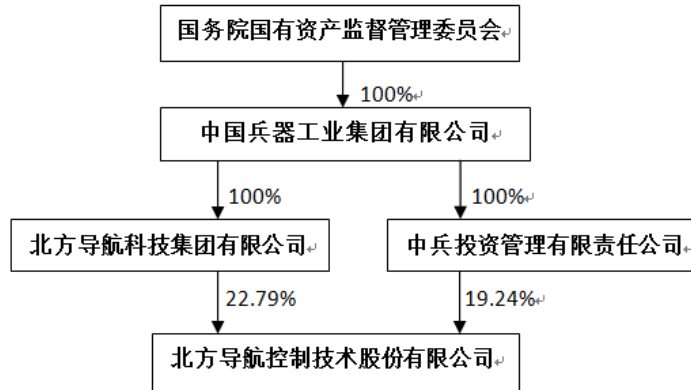 国务院国有资产监督管理委员会
100%
中国兵器工业集团有限公司
100% 100%
北方导航科技集团有限公司 中兵投资管理有限责任公司
22.79% 19.24%
北方导航控制技术股份有限公司